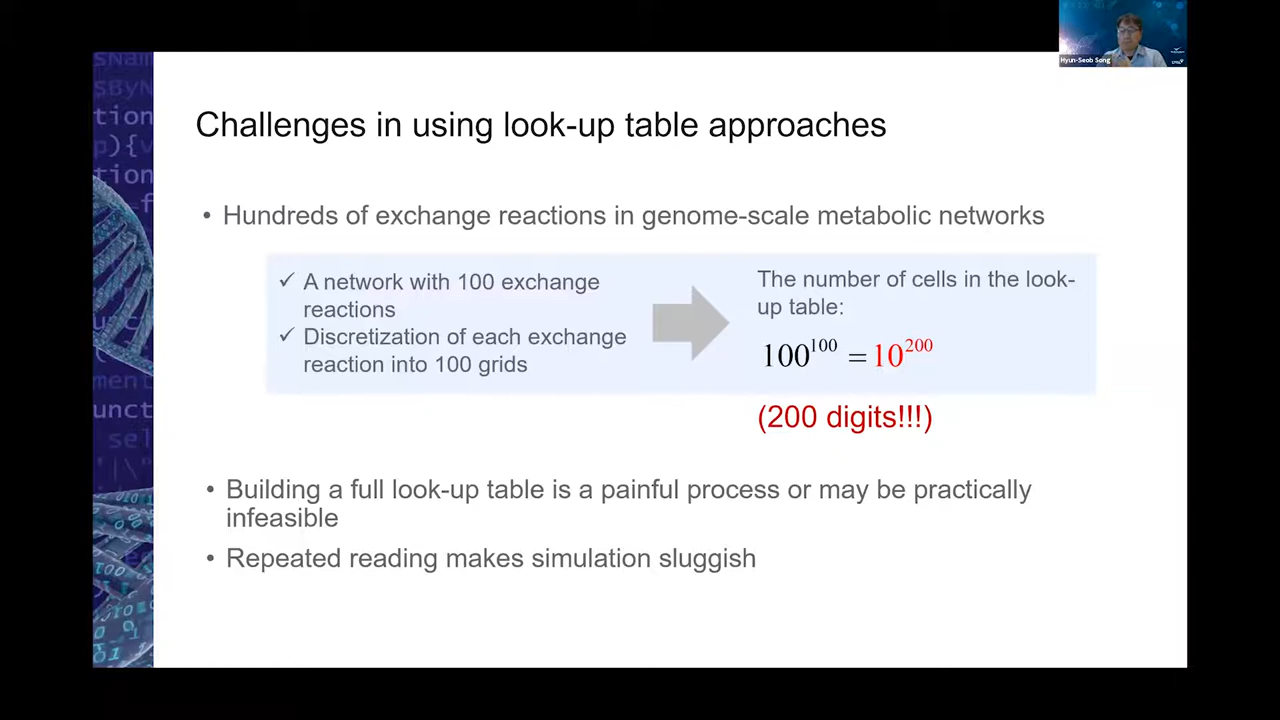 Hyun-Seob Song
Challenges in using look-up table approaches
• Hundreds of exchange reactions in genome-scale metabolic networks
✓ A network with 100 exchange
reactions
✓ Discretization of each exchange
reaction into 100 grids
The number of cells in the look-
up table:
100^100 = 10^200
(200 digits!!!)
• Building a full look-up table is a painful process or may be practically
infeasible
• Repeated reading makes simulation sluggish